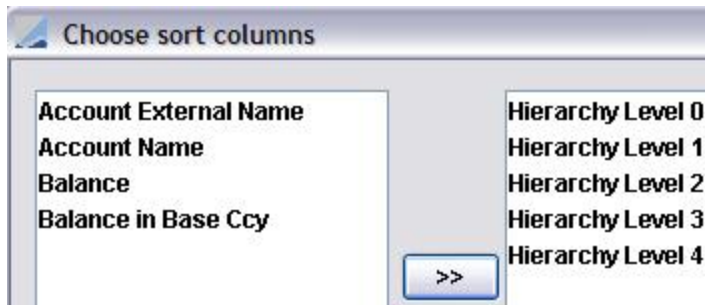 Choose sort columns
Account External Name
Account Name
Balance
Balance in Base Ccy
>>
Hierarchy Level 0
Hierarchy Level 1
Hierarchy Level 2
Hierarchy Level 3
Hierarchy Level 4